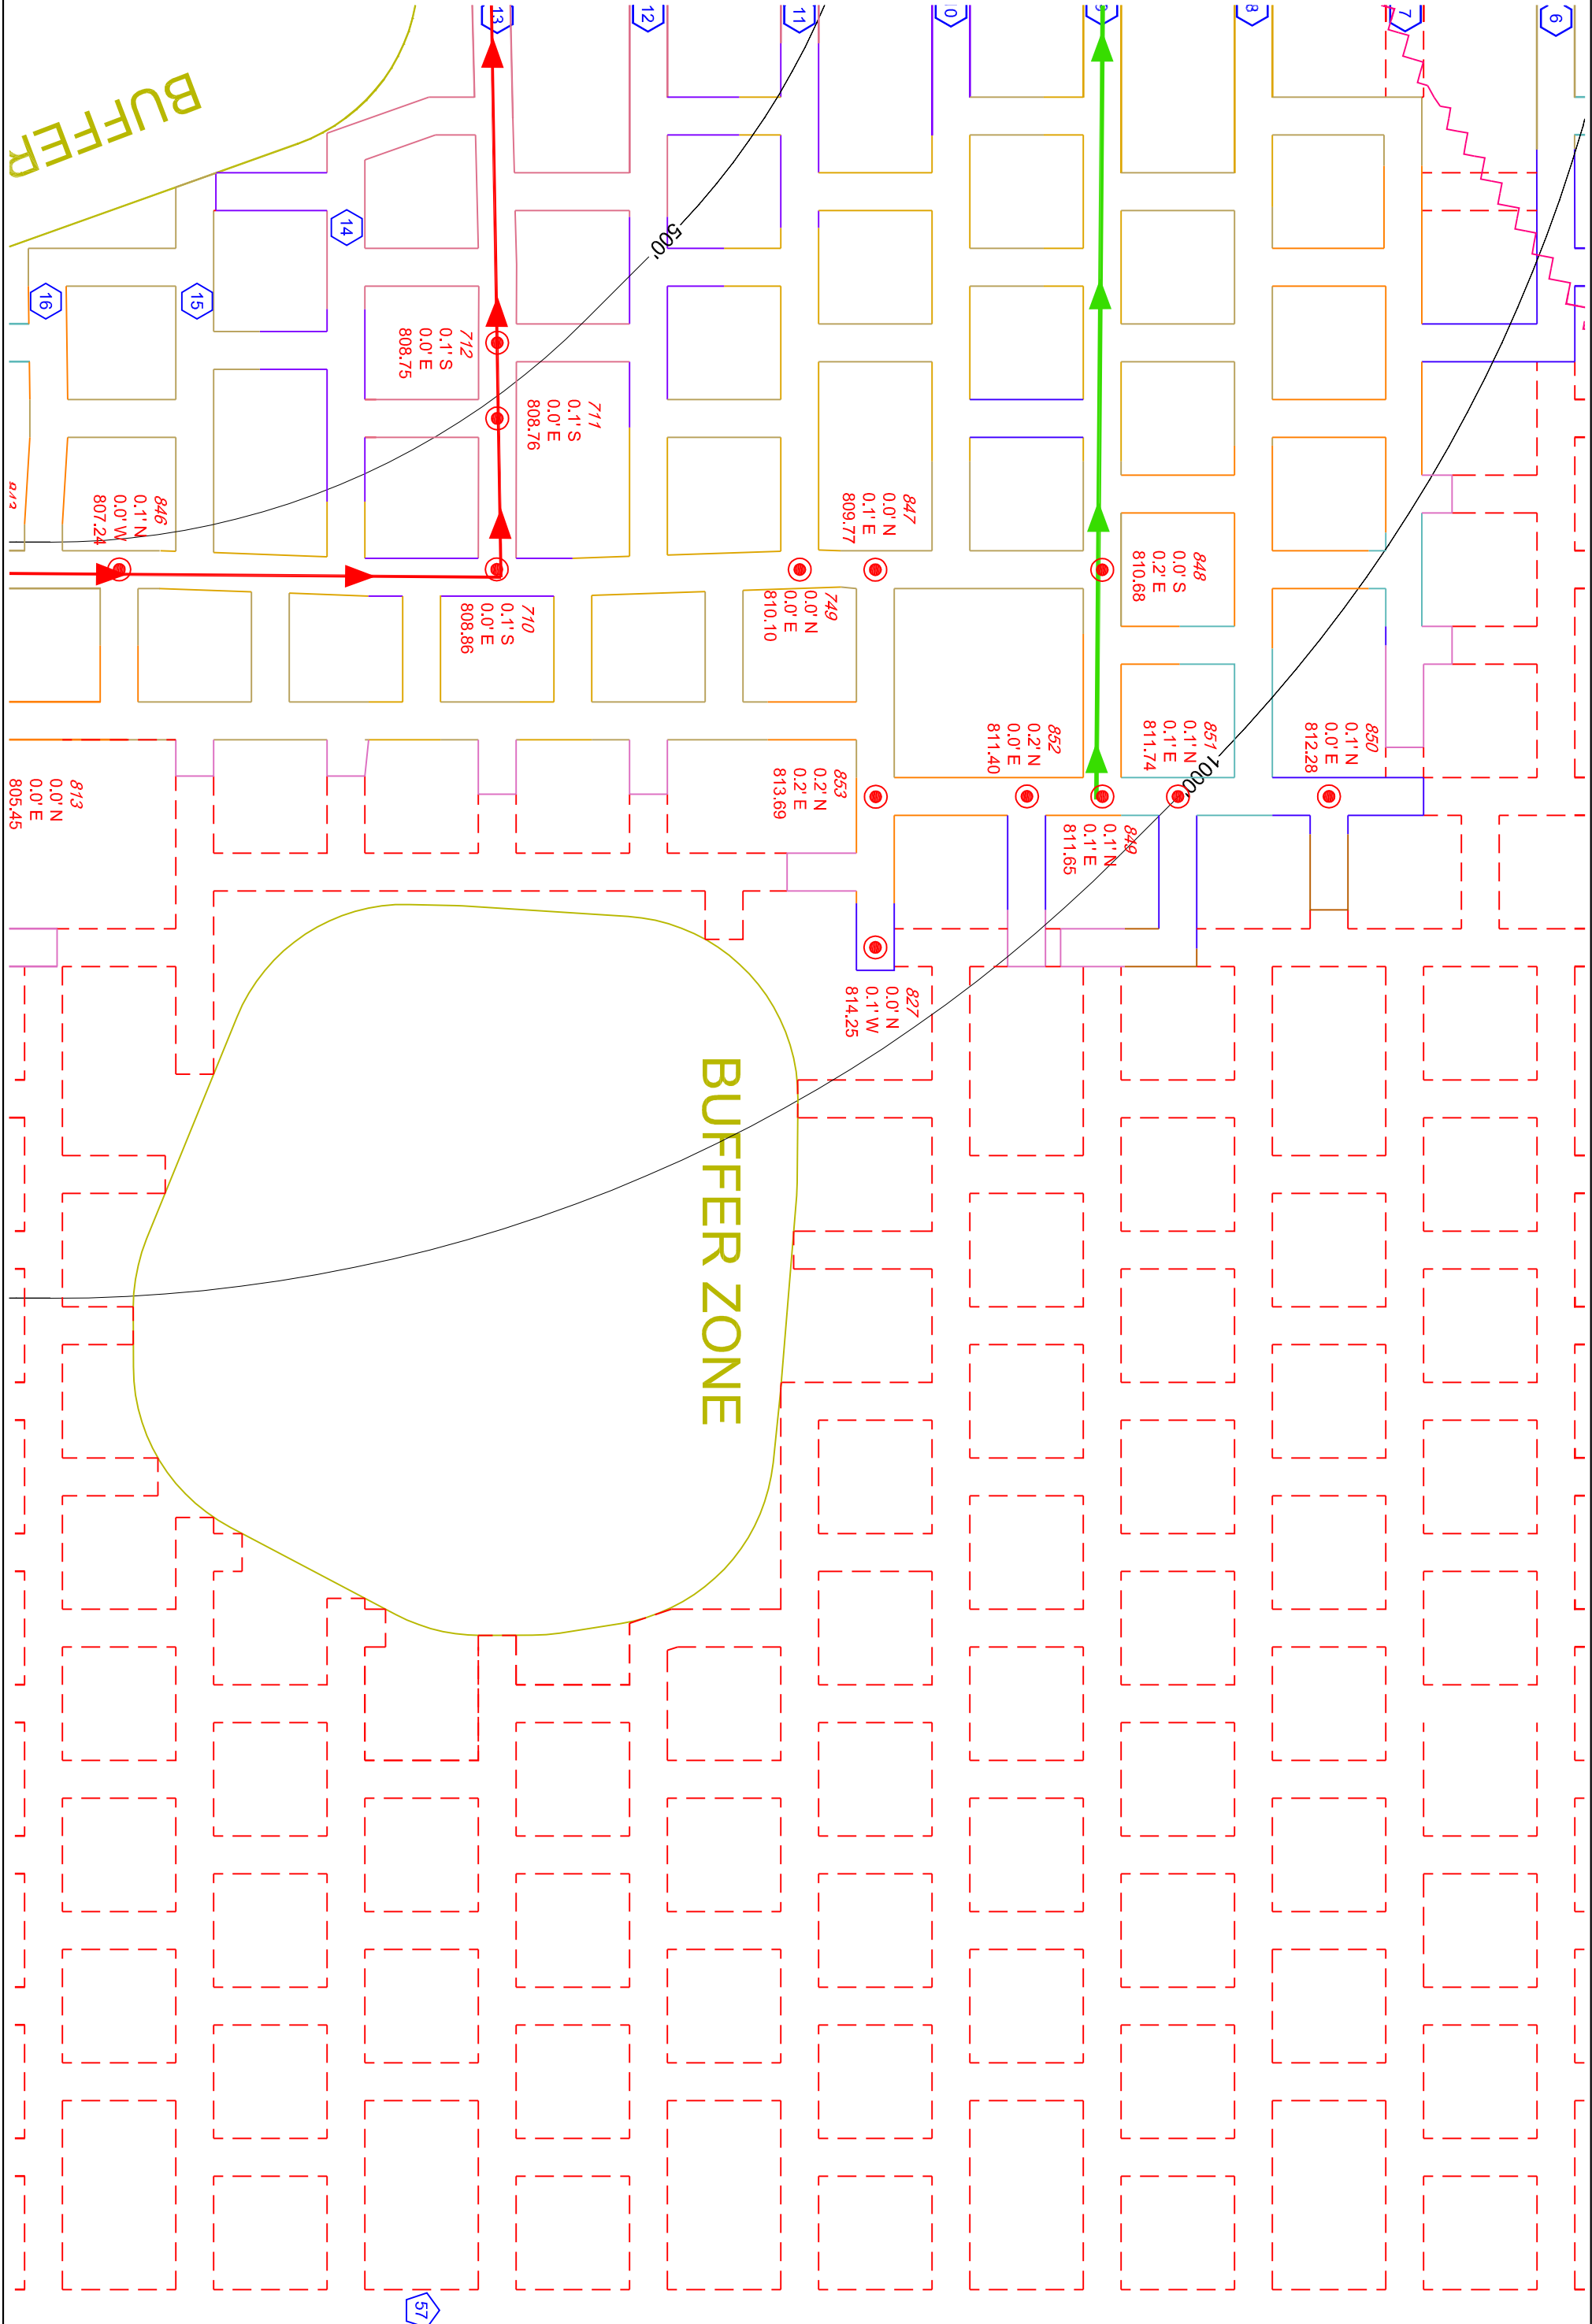 13
12
11
9
8
7
6
BUFFER
14
16
15
500'
712
0.1' S
0.0' E
808.75
711
0.1' S
0.0' E
808.76
846
0.1' N
0.0' W
807.24
847
0.0' N
0.1' E
809.77
848
0.0' S
0.2' E
810.68
710
0.1' S
0.0' E
808.86
749
0.0' N
0.0' E
810.10
852
0.2' N
0.0' E
811.40
851
0.1' N
0.1' E
811.74
850
0.1' N
0.0' E
812.28
1000'
813
0.0' N
0.0' E
805.45
853
0.2' N
0.2' E
813.69
849
0.1' N
0.1' E
811.65
827
0.0' N
0.1' W
814.25
BUFFER ZONE
57